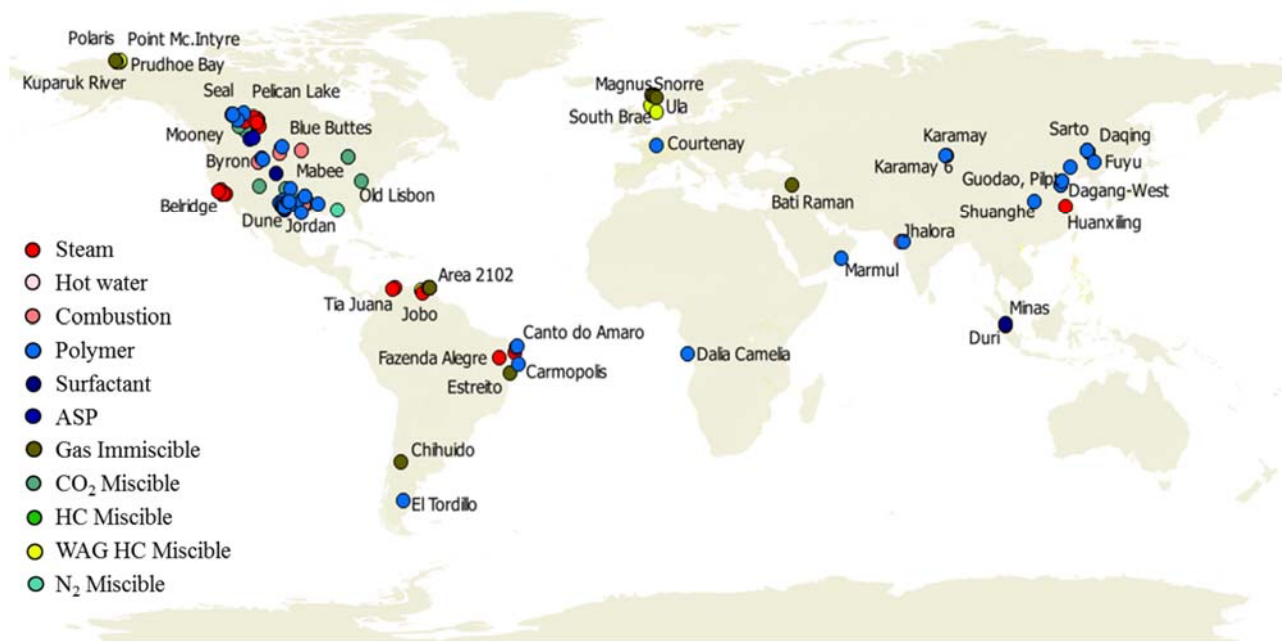 Polaris
Point Mc.Intyre
Prudhoe Bay
Kuparuk River
Seal
Pelican Lake
Mooney
Blue Buttes
Byron
Mabee
Old Lisbon
Belridge
Dune
Jordan
Magnus
Snorre
South Brae
Ula
Courtenay
Karamay
Karamay 6
Sarto
Daqing
Fuyu
Guodao, Pilot
Dagang-West
Shuanghe
Huanxiling
Bati Raman
Jhalora
Marmul
Minas
Duri
Area 2102
Tia Juana
Jobo
Canto do Amaro
Fazenda Alegre
Carmopolis
Estreito
Dalia Camelia
Chihuido
El Tordillo
Steam
Hot water
Combustion
Polymer
Surfactant
ASP
Gas Immiscible
CO₂ Miscible
HC Miscible
WAG HC Miscible
N₂ Miscible